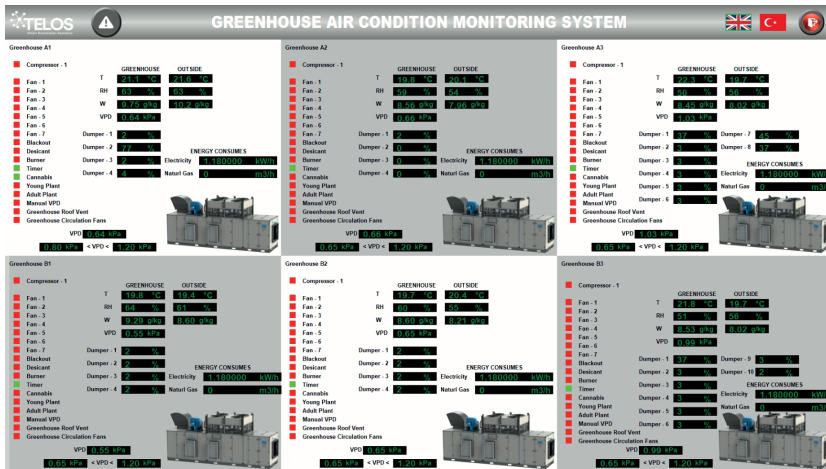 TELOS
GREENHOUSE AIR CONDITION MONITORING SYSTEM
Greenhouse A1
Compressor - 1
GREENHOUSE OUTSIDE
T 21.1 °C 21.6 °C
Fan - 1
Fan - 2 RH 63 % 63 %
Fan - 3
Fan - 4 W 9.75 g/kg 10.2 g/kg
Fan - 5 VPD 0.64 kPa
Fan - 6
Fan - 7 Dumper - 1 2 %
Blackout
Desicant Dumper - 2 77 %
ENERGY CONSUMES
Burner Dumper - 3 2 % Electricity 1.180000 kW/h
Timer
Cannabis Dumper - 4 4 % Naturl Gas 0 m3/h
Young Plant
Adult Plant
Manual VPD
Greenhouse Roof Vent
Greenhouse Circulation Fans
VPD 0.64 kPa
0.80 kPa < VPD < 1.20 kPa
Greenhouse A2
Compressor - 1
GREENHOUSE OUTSIDE
T 19.8 °C 20.1 °C
Fan - 1
Fan - 2 RH 59 % 54 %
Fan - 3
Fan - 4 W 8.56 g/kg 7.96 g/kg
Fan - 5 VPD 0.66 kPa
Fan - 6
Fan - 7 Dumper - 1 2 %
Blackout
Desicant Dumper - 2 0 %
ENERGY CONSUMES
Burner Dumper - 3 0 % Electricity 1.180000 kW/h
Timer
Cannabis Dumper - 4 0 % Naturl Gas 0 m3/h
Young Plant
Adult Plant
Manual VPD
Greenhouse Roof Vent
Greenhouse Circulation Fans
VPD 0.66 kPa
0.65 kPa < VPD < 1.20 kPa
Greenhouse A3
Compressor - 1
GREENHOUSE OUTSIDE
T 22.3 °C 19.7 °C
Fan - 1
Fan - 2 RH 50 % 56 %
Fan - 3
Fan - 4 W 8.45 g/kg 8.02 g/kg
Fan - 5 VPD 1.03 kPa
Fan - 6
Fan - 7 Dumper - 1 37 % Dumper - 7 45 %
Blackout
Desicant Dumper - 2 3 % Dumper - 8 37 %
Burner Dumper - 3 3 %
ENERGY CONSUMES
Timer
Cannabis Dumper - 4 3 % Electricity 1.180000 kW/h
Young Plant Dumper - 5 3 % Naturl Gas 0 m3/h
Adult Plant
Manual VPD Dumper - 6 3 %
Greenhouse Roof Vent
Greenhouse Circulation Fans
VPD 1.03 kPa
0.65 kPa < VPD < 1.20 kPa
Greenhouse B1
Compressor - 1
GREENHOUSE OUTSIDE
T 19.8 °C 19.4 °C
Fan - 1
Fan - 2 RH 64 % 61 %
Fan - 3
Fan - 4 W 9.29 g/kg 8.60 g/kg
Fan - 5 VPD 0.55 kPa
Fan - 6
Fan - 7 Dumper - 1 2 %
Blackout
Desicant Dumper - 2 2 %
ENERGY CONSUMES
Burner Dumper - 3 2 % Electricity 1.180000 kW/h
Timer
Cannabis Dumper - 4 2 % Naturl Gas 0 m3/h
Young Plant
Adult Plant
Manual VPD
Greenhouse Roof Vent
Greenhouse Circulation Fans
VPD 0.55 kPa
0.65 kPa < VPD < 1.20 kPa
Greenhouse B2
Compressor - 1
GREENHOUSE OUTSIDE
T 19.7 °C 20.4 °C
Fan - 1
Fan - 2 RH 60 % 55 %
Fan - 3
Fan - 4 W 8.60 g/kg 8.21 g/kg
Fan - 5 VPD 0.65 kPa
Fan - 6
Fan - 7 Dumper - 1 2 %
Blackout
Desicant Dumper - 2 2 %
ENERGY CONSUMES
Burner Dumper - 3 2 % Electricity 1.180000 kW/h
Timer
Cannabis Dumper - 4 2 % Naturl Gas 0 m3/h
Young Plant
Adult Plant
Manual VPD
Greenhouse Roof Vent
Greenhouse Circulation Fans
VPD 0.65 kPa
0.65 kPa < VPD < 1.20 kPa
Greenhouse B3
Compressor - 1
GREENHOUSE OUTSIDE
T 21.8 °C 19.7 °C
Fan - 1
Fan - 2 RH 51 % 56 %
Fan - 3
Fan - 4 W 8.53 g/kg 8.02 g/kg
Fan - 5 VPD 0.99 kPa
Fan - 6
Fan - 7
Blackout Dumper - 1 37 % Dumper - 9 3 %
Desicant Dumper - 2 3 % Dumper - 10 2 %
Burner Dumper - 3 3 % ENERGY CONSUMES
Timer
Cannabis Dumper - 4 3 % Electricity 1.180000 kW/h
Young Plant
Adult Plant Dumper - 5 3 % Naturl Gas 0 m3/h
Manual VPD Dumper - 6 3 %
Greenhouse Roof Vent
Greenhouse Circulation Fans
VPD 0.99 kPa
0.65 kPa < VPD < 1.20 kPa